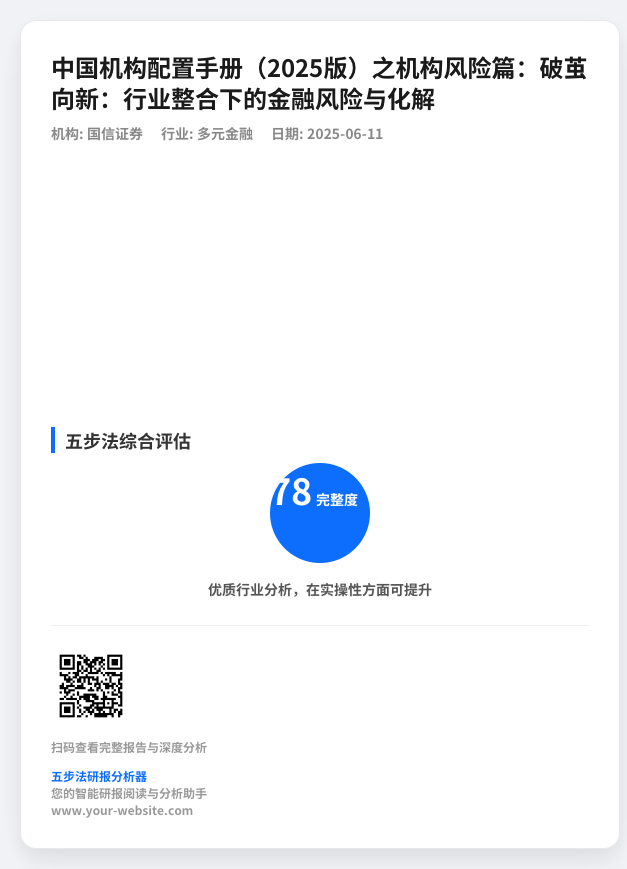 中国机构配置手册（2025版）之机构风险篇：破茧
向新：行业整合下的金融风险与化解
机构: 国信证券 行业: 多元金融 日期: 2025-06-11
五步法综合评估
78 完整度
优质行业分析，在实操性方面可提升
扫码查看完整报告与深度分析
五步法研报分析器
您的智能研报阅读与分析助手
www.your-website.com